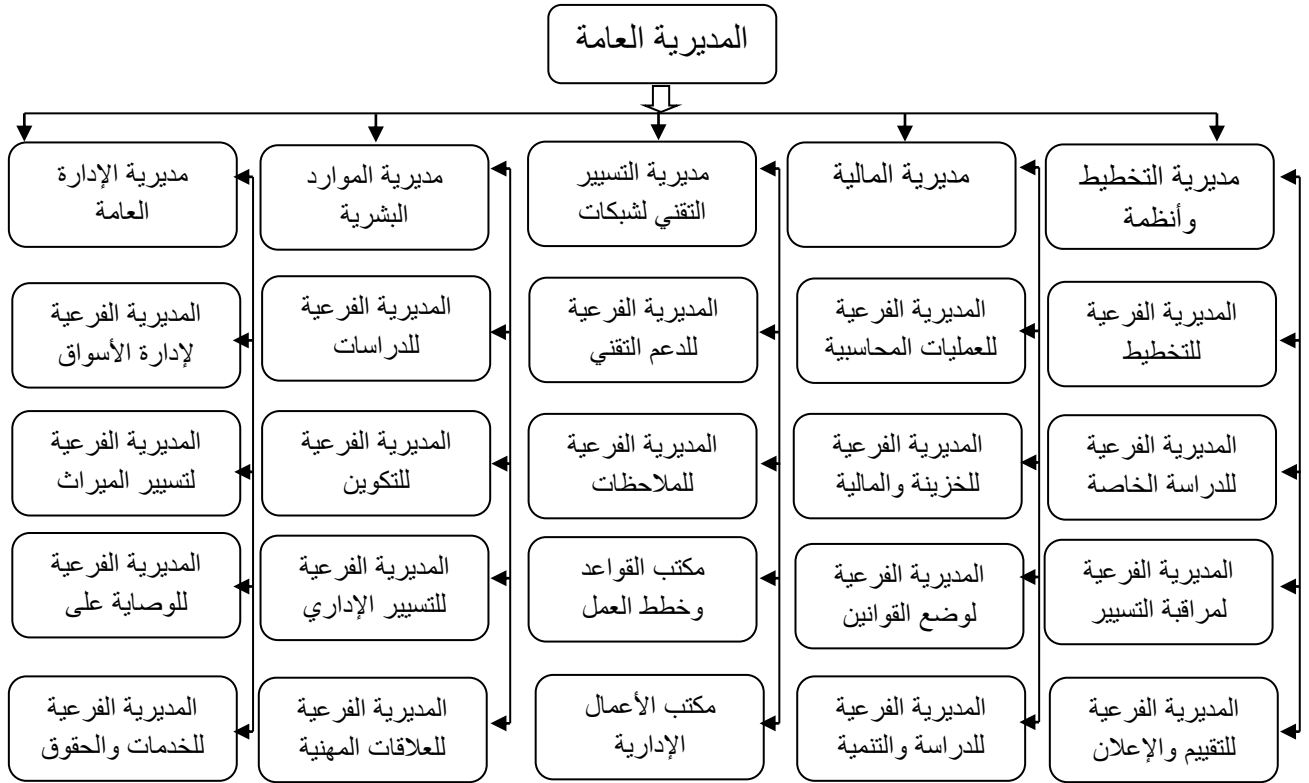 المديرية العامة
مديرية التخطيط
وأنظمة
مديرية المالية
مديرية التسيير
التقني لشبكات
مديرية الموارد
البشرية
مديرية الإدارة
العامة
المديرية الفرعية
للتخطيط
المديرية الفرعية
للعمليات المحاسبية
المديرية الفرعية
للدعم التقني
المديرية الفرعية
للدراسات
المديرية الفرعية
لإدارة الأسواق
المديرية الفرعية
للدراسة الخاصة
المديرية الفرعية
للخزينة والمالية
المديرية الفرعية
للملاحظات
المديرية الفرعية
للتكوين
المديرية الفرعية
لتسيير الميراث
المديرية الفرعية
لمراقبة التسيير
المديرية الفرعية
لوضع القوانين
مكتب القواعد
وخطط العمل
المديرية الفرعية
للتسيير الإداري
المديرية الفرعية
للوصاية على
المديرية الفرعية
للتقييم والإعلان
المديرية الفرعية
للدراسة والتنمية
مكتب الأعمال
الإدارية
المديرية الفرعية
للعلاقات المهنية
المديرية الفرعية
للخدمات والحقوق